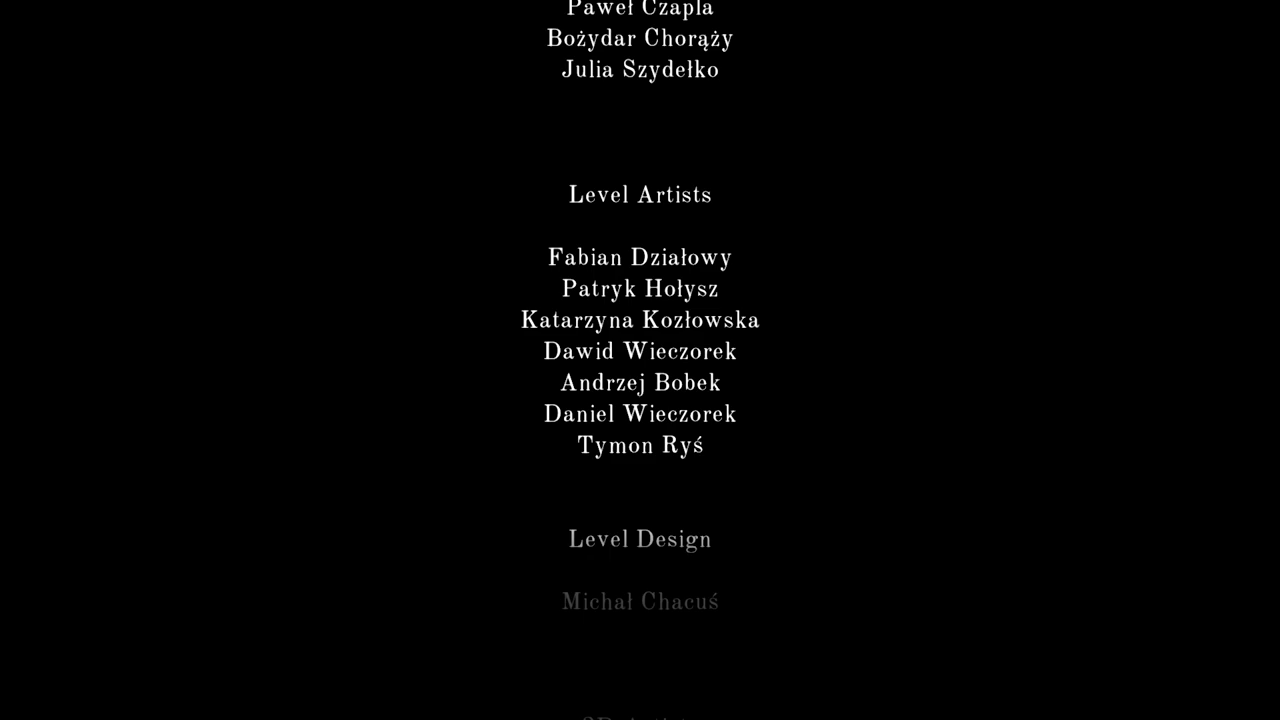 Paweł Czapla
Bożydar Chorąży
Julia Szydełko
Level Artists
Fabian Działowy
Patryk Hołysz
Katarzyna Kozłowska
Dawid Wieczorek
Andrzej Bobek
Daniel Wieczorek
Tymon Ryś
Level Design
Michał Chacuś